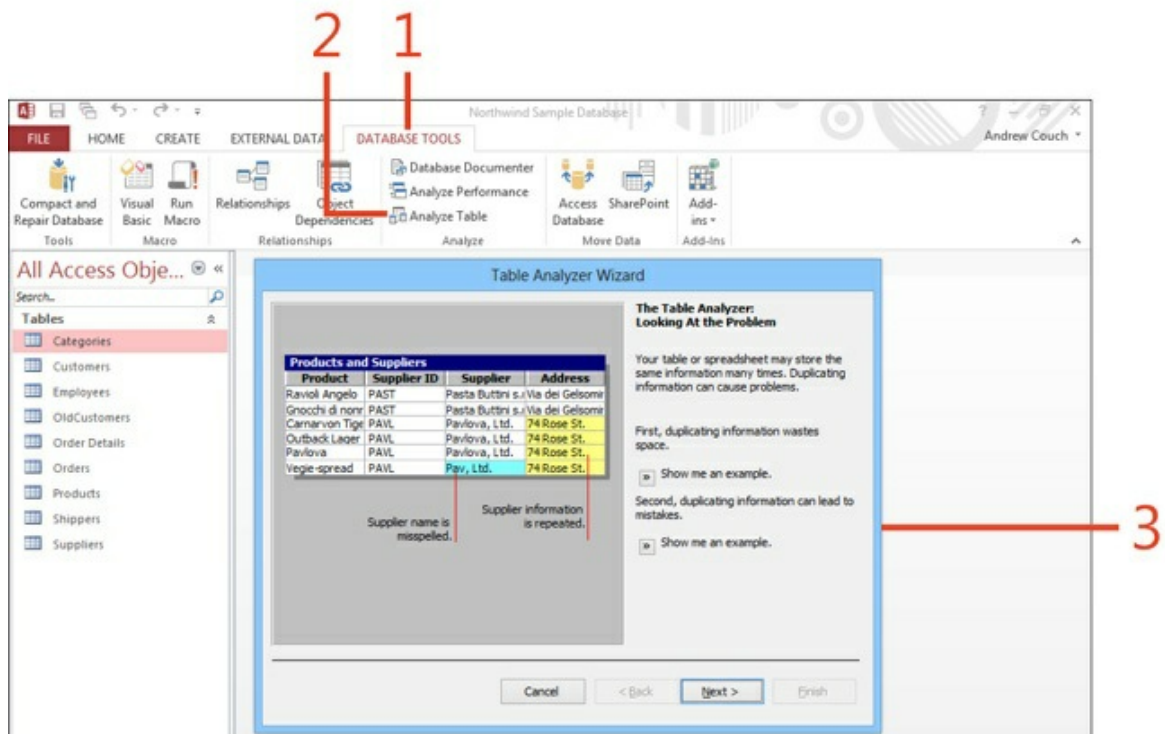 2 1
Northwind Sample Database
FILE HOME CREATE EXTERNAL DATA DATABASE TOOLS Andrew Couch
Compact and Repair Database
Visual Basic
Run Macro
Relationships
Object Dependencies
Database Documenter
Analyze Performance
2
Analyze Table
Access Database
SharePoint
Add-ins
Tools Macro Relationships Analyze Move Data Add-Ins
All Access Obje...
Search...
Tables
Categories
Customers
Employees
OldCustomers
Order Details
Orders
Products
Shippers
Suppliers
Table Analyzer Wizard
Products and Suppliers
Product Supplier ID Supplier Address
Ravioli Angelo PAST Pasta Buttini s. Via dei Gelsomir
Gnocchi di nonr PAST Pasta Buttini s. Via dei Gelsomir
Carnarvon Tige PAVL Pavlova, Ltd. 74 Rose St.
Outback Lager PAVL Pavlova, Ltd. 74 Rose St.
Pavlova PAVL Pavlova, Ltd. 74 Rose St.
Vegie-spread PAVL Pav, Ltd. 74 Rose St.
Supplier name is
misspelled.
Supplier information
is repeated.
The Table Analyzer:
Looking At the Problem
Your table or spreadsheet may store the
same information many times. Duplicating
information can cause problems.
First, duplicating information wastes
space.
Show me an example.
Second, duplicating information can lead to
mistakes.
Show me an example.
3
Cancel < Back Next > Finish